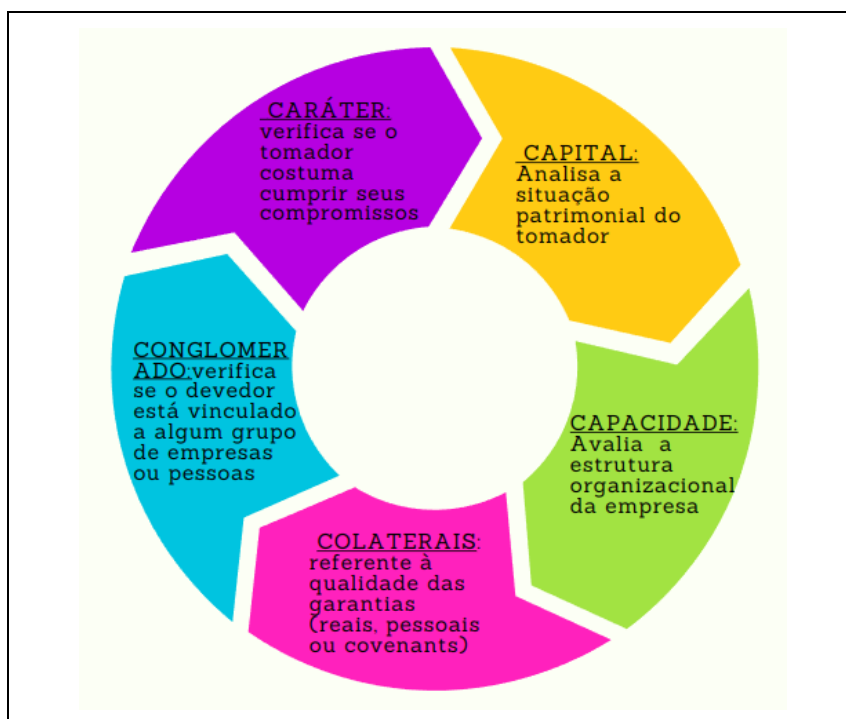 CARÁTER:
verifica se o
tomador
costuma
cumprir seus
compromissos
CAPITAL:
Analisa a
situação
patrimonial do
tomador
CAPACIDADE:
Avalia a
estrutura
organizacional
da empresa
COLATERAIS:
referente à
qualidade das
garantias
(reais, pessoais
ou covenants)
CONGLOMER
ADO:verifica
se o devedor
está vinculado
a algum grupo
de empresas
ou pessoas